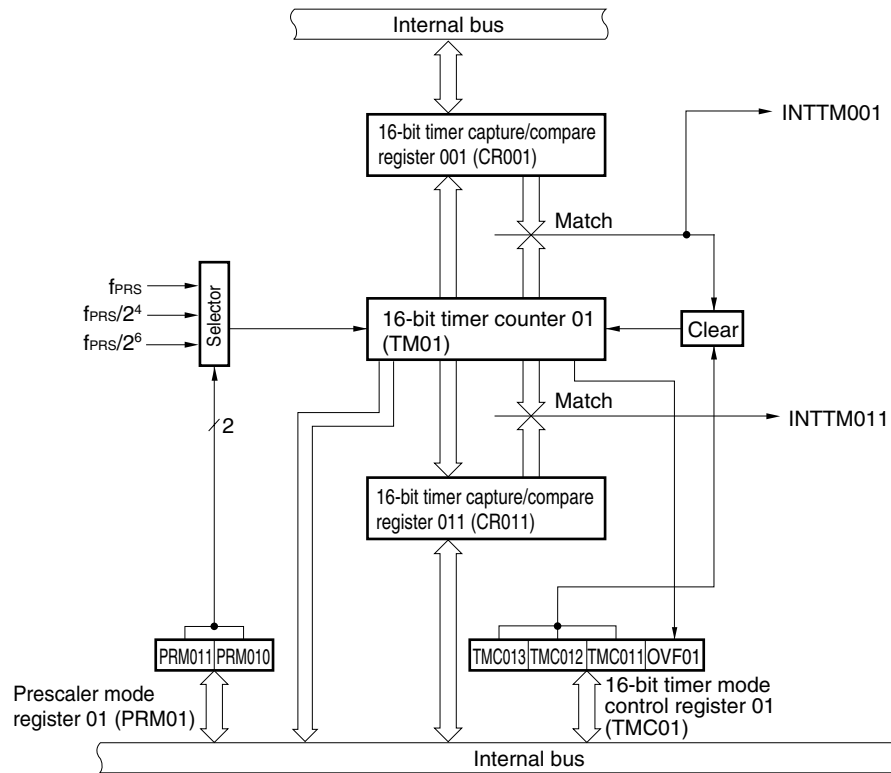 Internal bus
16-bit timer capture/compare
register 001 (CR001)
INTTM001
Match
fPRS
fPRS/2⁴
fPRS/2⁶
Selector
16-bit timer counter 01
(TM01)
Clear
Match
INTTM011
2
16-bit timer capture/compare
register 011 (CR011)
PRM011 PRM010
TMC013 TMC012 TMC011 OVF01
Prescaler mode
register 01 (PRM01)
16-bit timer mode
control register 01
(TMC01)
Internal bus